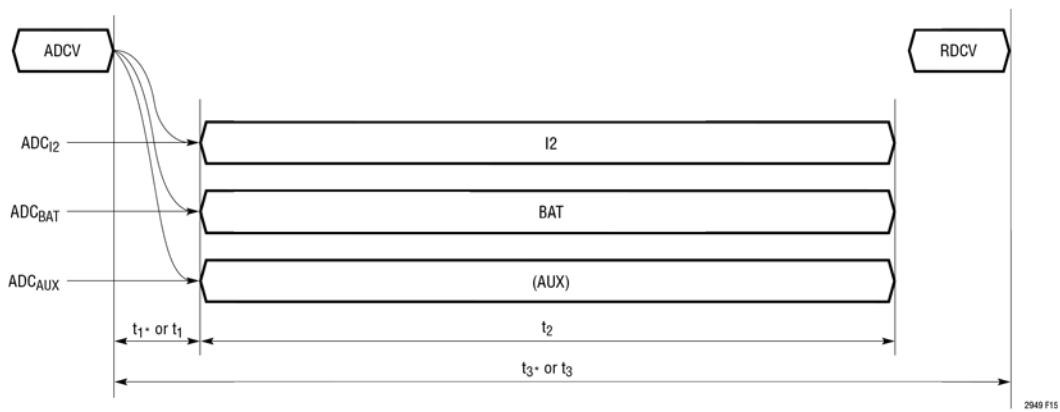 ADCV
RDCV
ADCI2
I2
ADCBAT
BAT
ADCAUX
(AUX)
t1* or t1
t2
t3* or t3
2949 F15